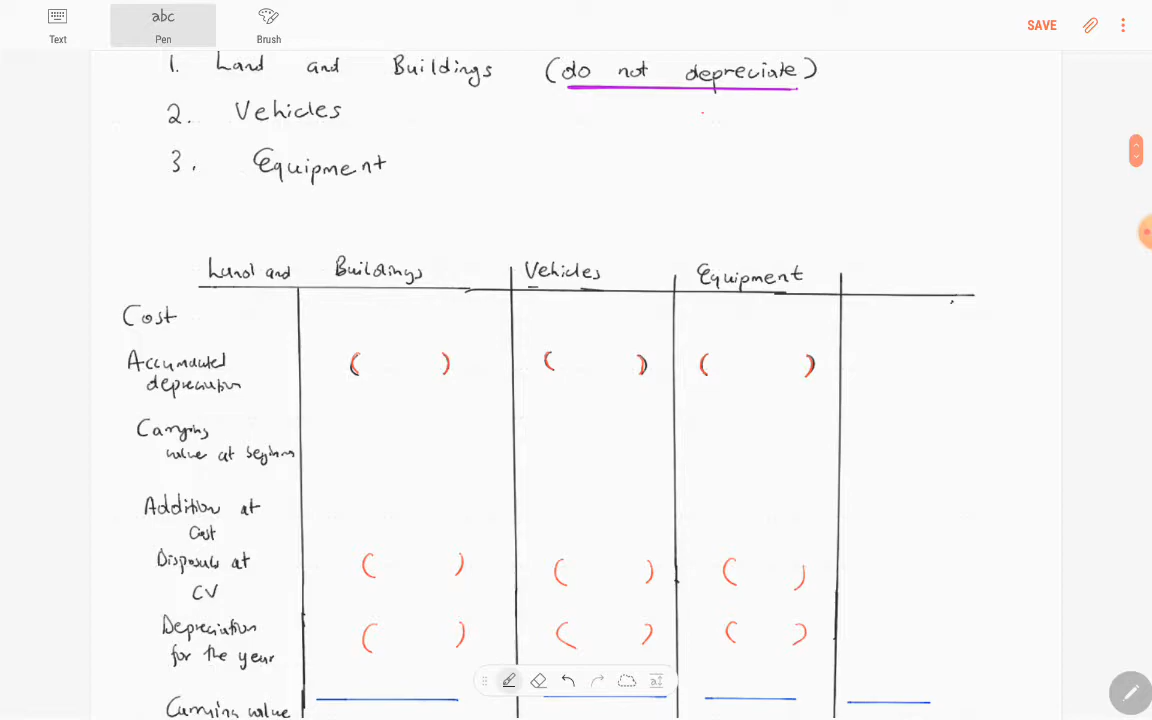 abc
Text
Pen
Brush
SAVE
1. Land and Buildings (do not depreciate)
2. Vehicles
3. Equipment
Land and Buildings Vehicles Equipment
Cost
Accumulated
depreciation
( ) ( ) ( )
Carrying
value at
Addition at
Cost
Disposals at
CV
( ) ( ) ( )
Depreciation
for the year
( ) ( ) ( )
Carrying value